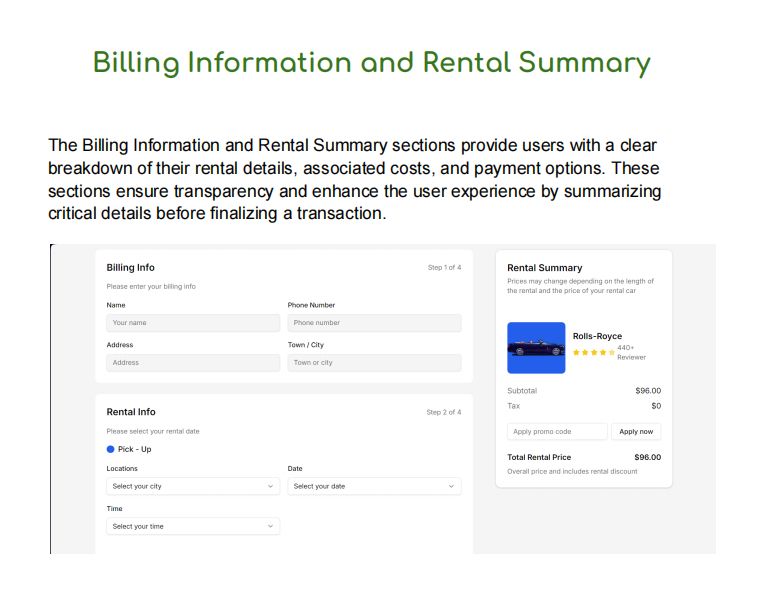 Billing Information and Rental Summary
The Billing Information and Rental Summary sections provide users with a clear
breakdown of their rental details, associated costs, and payment options. These
sections ensure transparency and enhance the user experience by summarizing
critical details before finalizing a transaction.
Billing Info
Step 1 of 4
Please enter your billing info
Name
Phone Number
Your name
Phone number
Address
Town / City
Address
Town or city
Rental Info
Step 2 of 4
Please select your rental date
Pick - Up
Locations
Date
Select your city
Select your date
Time
Select your time
Rental Summary
Prices may change depending on the length of
the rental and the price of your rental car
Rolls-Royce
440+
Reviewer
Subtotal
$96.00
Tax
$0
Apply promo code
Apply now
Total Rental Price
$96.00
Overall price and includes rental discount